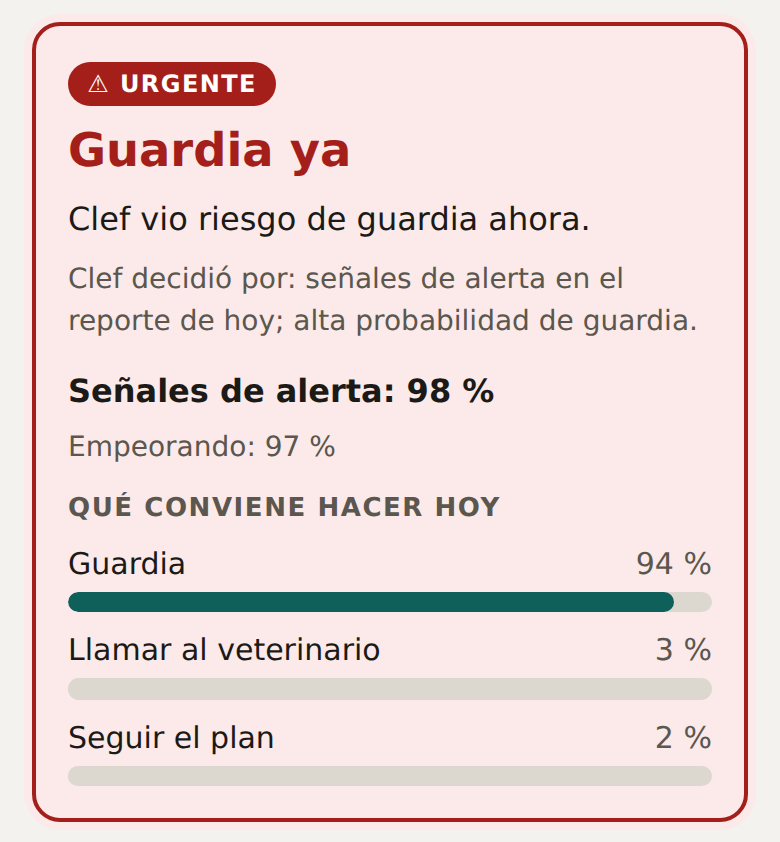 ⚠ URGENTE
Guardia ya
Clef vio riesgo de guardia ahora.
Clef decidió por: señales de alerta en el
reporte de hoy; alta probabilidad de guardia.
Señales de alerta: 98 %
Empeorando: 97 %
QUÉ CONVIENE HACER HOY
Guardia 94 %
Llamar al veterinario 3 %
Seguir el plan 2 %